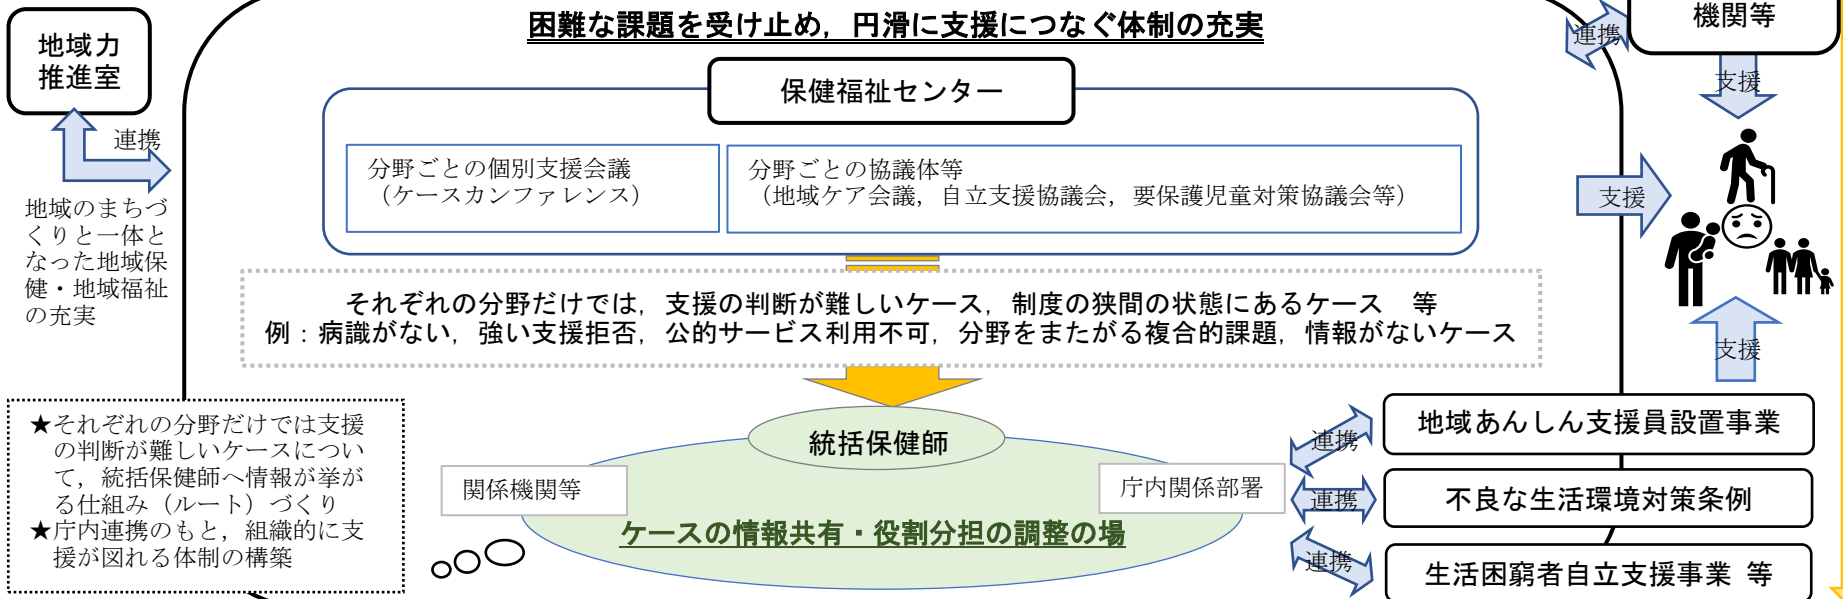 困難な課題を受け止め，円滑に支援につなぐ体制の充実
地域力
推進室
連携
地域のまちづ
くりと一体と
なった地域保
健・地域福祉
の充実
保健福祉センター
分野ごとの個別支援会議
（ケースカンファレンス）
分野ごとの協議体等
（地域ケア会議，自立支援協議会，要保護児童対策協議会等）
連携
機関等
支援
支援
支援
それぞれの分野だけでは，支援の判断が難しいケース，制度の狭間の状態にあるケース　等
例：病識がない，強い支援拒否，公的サービス利用不可，分野をまたがる複合的課題，情報がないケース
★それぞれの分野だけでは支援
の判断が難しいケースについ
て，統括保健師へ情報が挙が
る仕組み（ルート）づくり
★庁内連携のもと，組織的に支
援が図れる体制の構築
統括保健師
関係機関等
庁内関係部署
ケースの情報共有・役割分担の調整の場
連携
地域あんしん支援員設置事業
連携
不良な生活環境対策条例
連携
生活困窮者自立支援事業 等